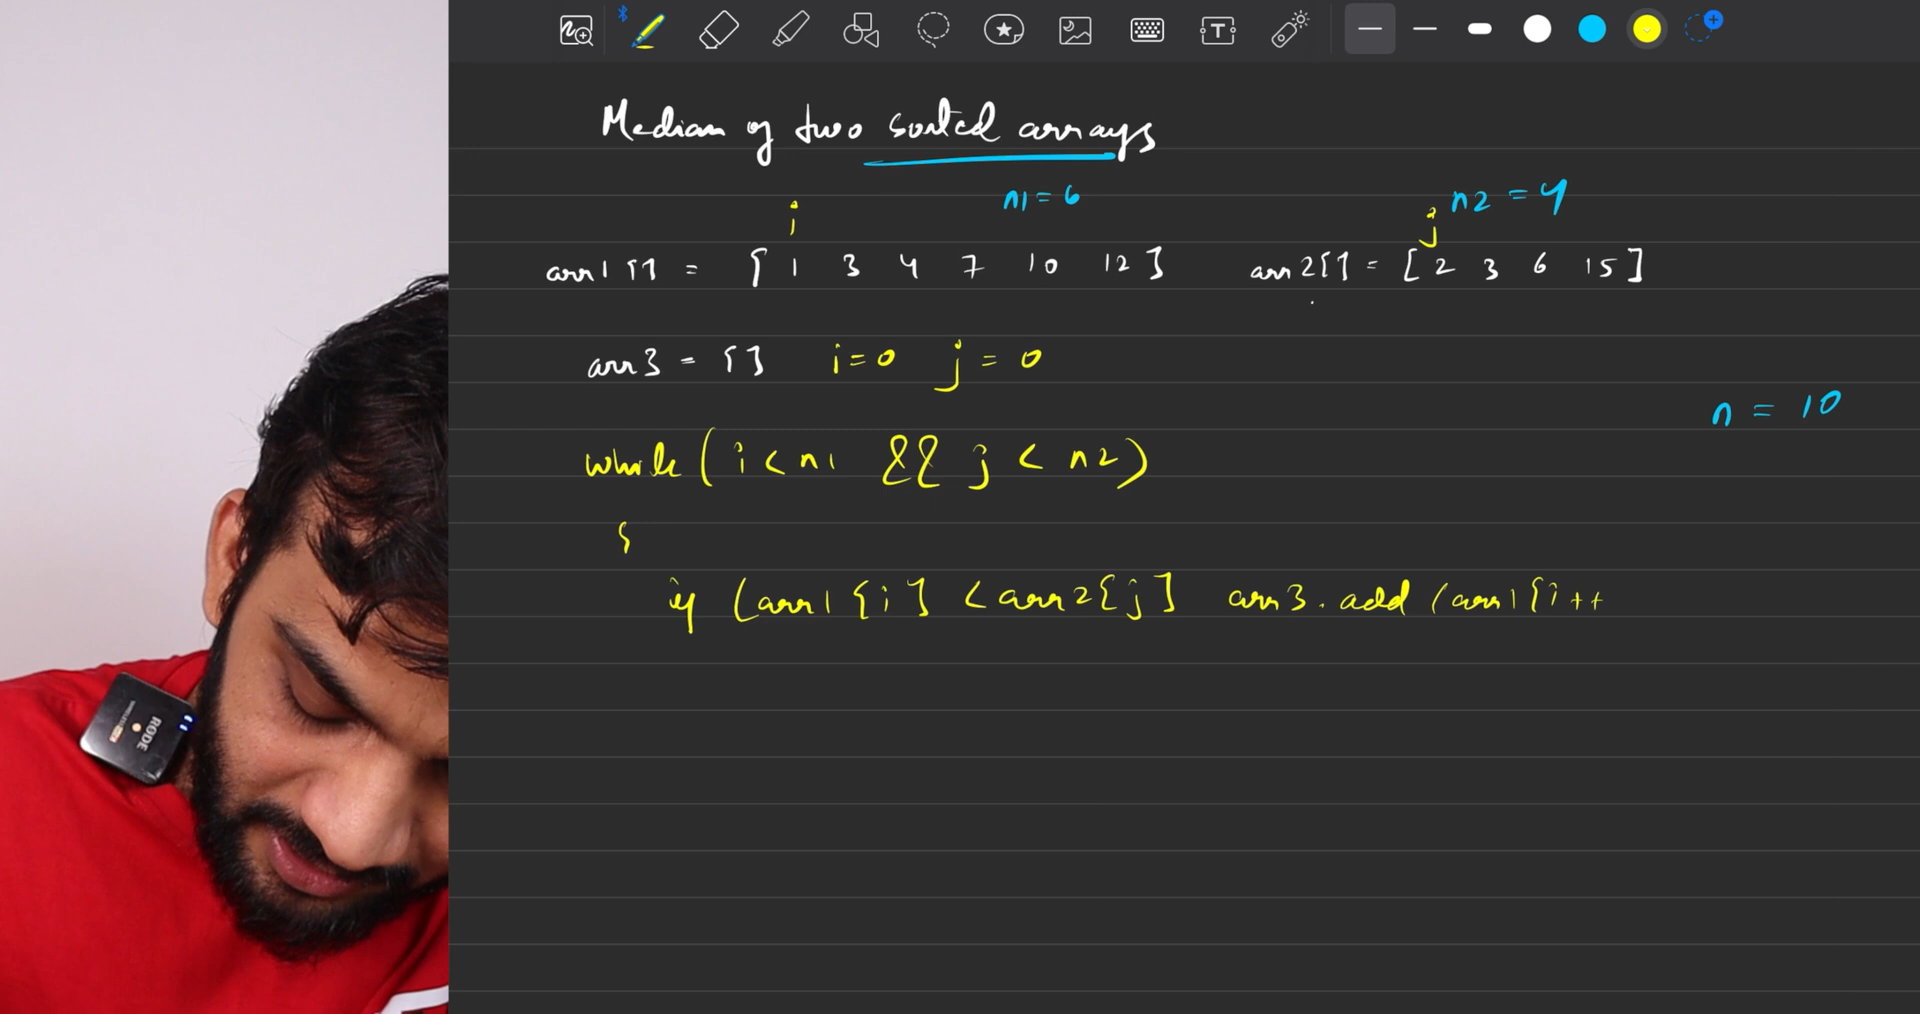 Median of two sorted arrays
n1 = 6
n2 = 4
i
j
arr1[] = [ 1 3 4 7 10 12 ]
arr2[] = [ 2 3 6 15 ]
arr3 = [] i = 0 j = 0
n = 10
while ( i < n1 && j < n2 )
{
if (arr1[i] < arr2[j] arr3.add (arr1[i++
RODE